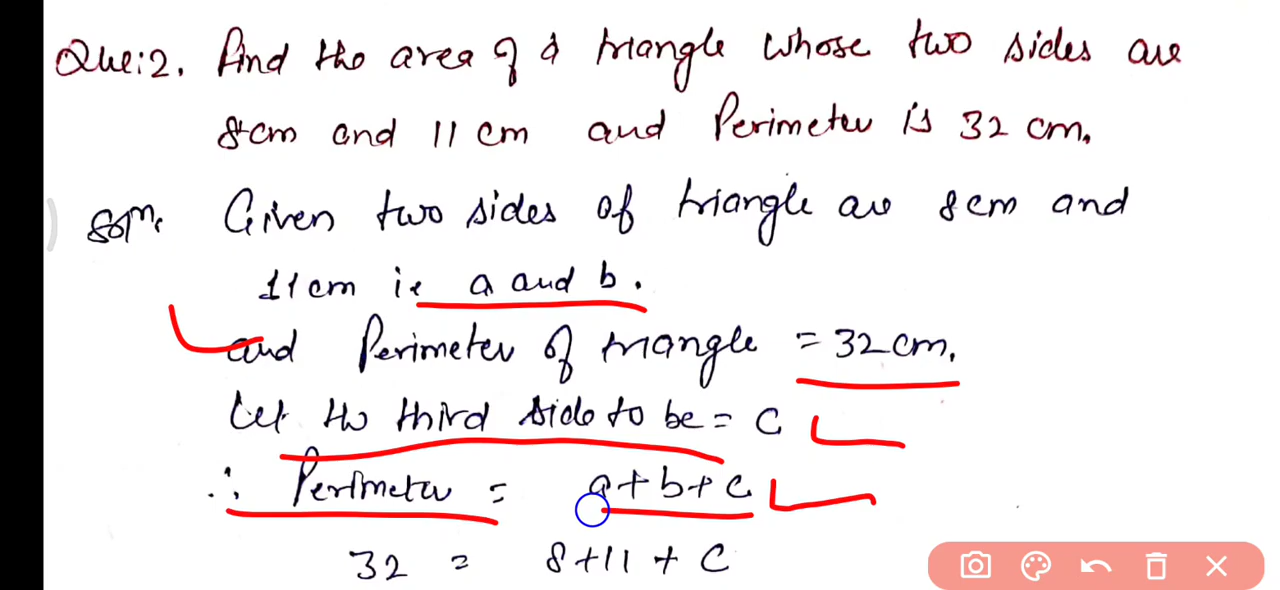 Que:2. Find the area of a triangle whose two sides are
8cm and 11 cm and Perimeter is 32 cm.
Solⁿ. Given two sides of triangle are 8cm and
11cm ie a and b.
and Perimeter of triangle = 32cm.
Let the third side to be = C
∴ Perimeter = a+b+c
32 = 8+11 + C